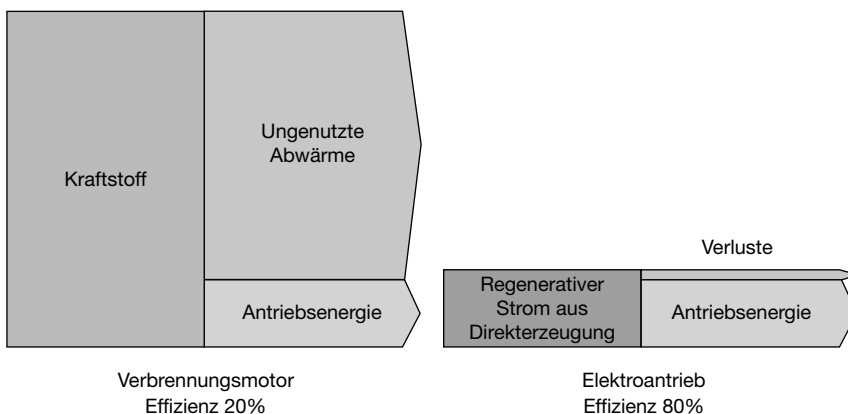 Kraftstoff
Ungenutzte
Abwärme
Antriebsenergie
Verbrennungsmotor
Effizienz 20%
Verluste
Regenerativer
Strom aus
Direkterzeugung
Antriebsenergie
Elektroantrieb
Effizienz 80%